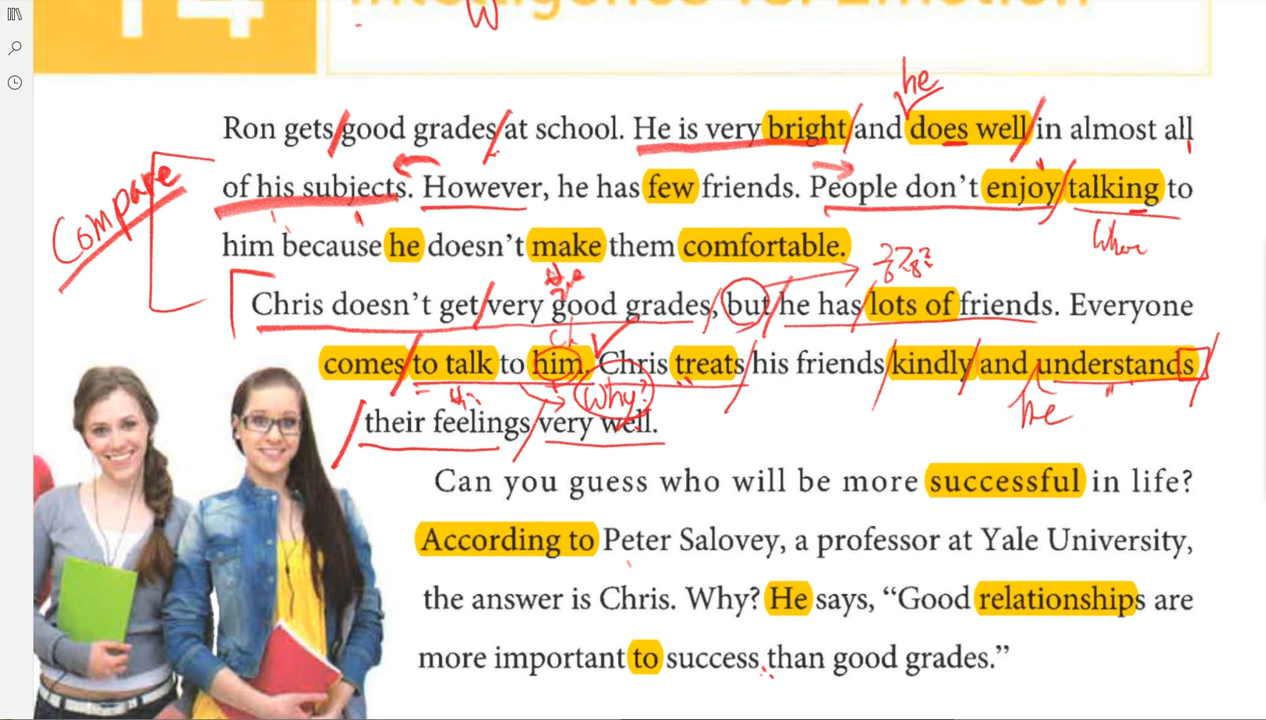 14
Intelligence vs. Emotion
W
he
Ron gets good grades at school. He is very bright and does well in almost all
of his subjects. However, he has few friends. People don't enjoy talking to
Compare
him because he doesn't make them comfortable.
Chris doesn't get very good grades, but he has lots of friends. Everyone
comes to talk to him. Chris treats his friends kindly and understands
Why?
he
their feelings very well.
Can you guess who will be more successful in life?
According to Peter Salovey, a professor at Yale University,
the answer is Chris. Why? He says, “Good relationships are
more important to success than good grades.”